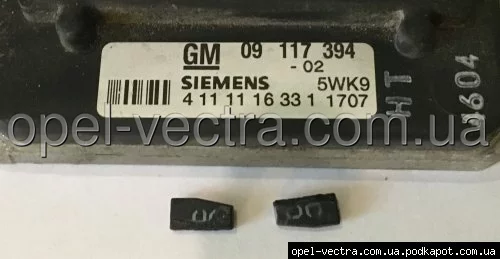 GM 09 117 394
- 02
SIEMENS 5WK9
4 11 11 16 33 1 1707
HT
opel-vectra.com.ua
opel-vectra.com.ua.podkapot.com.ua